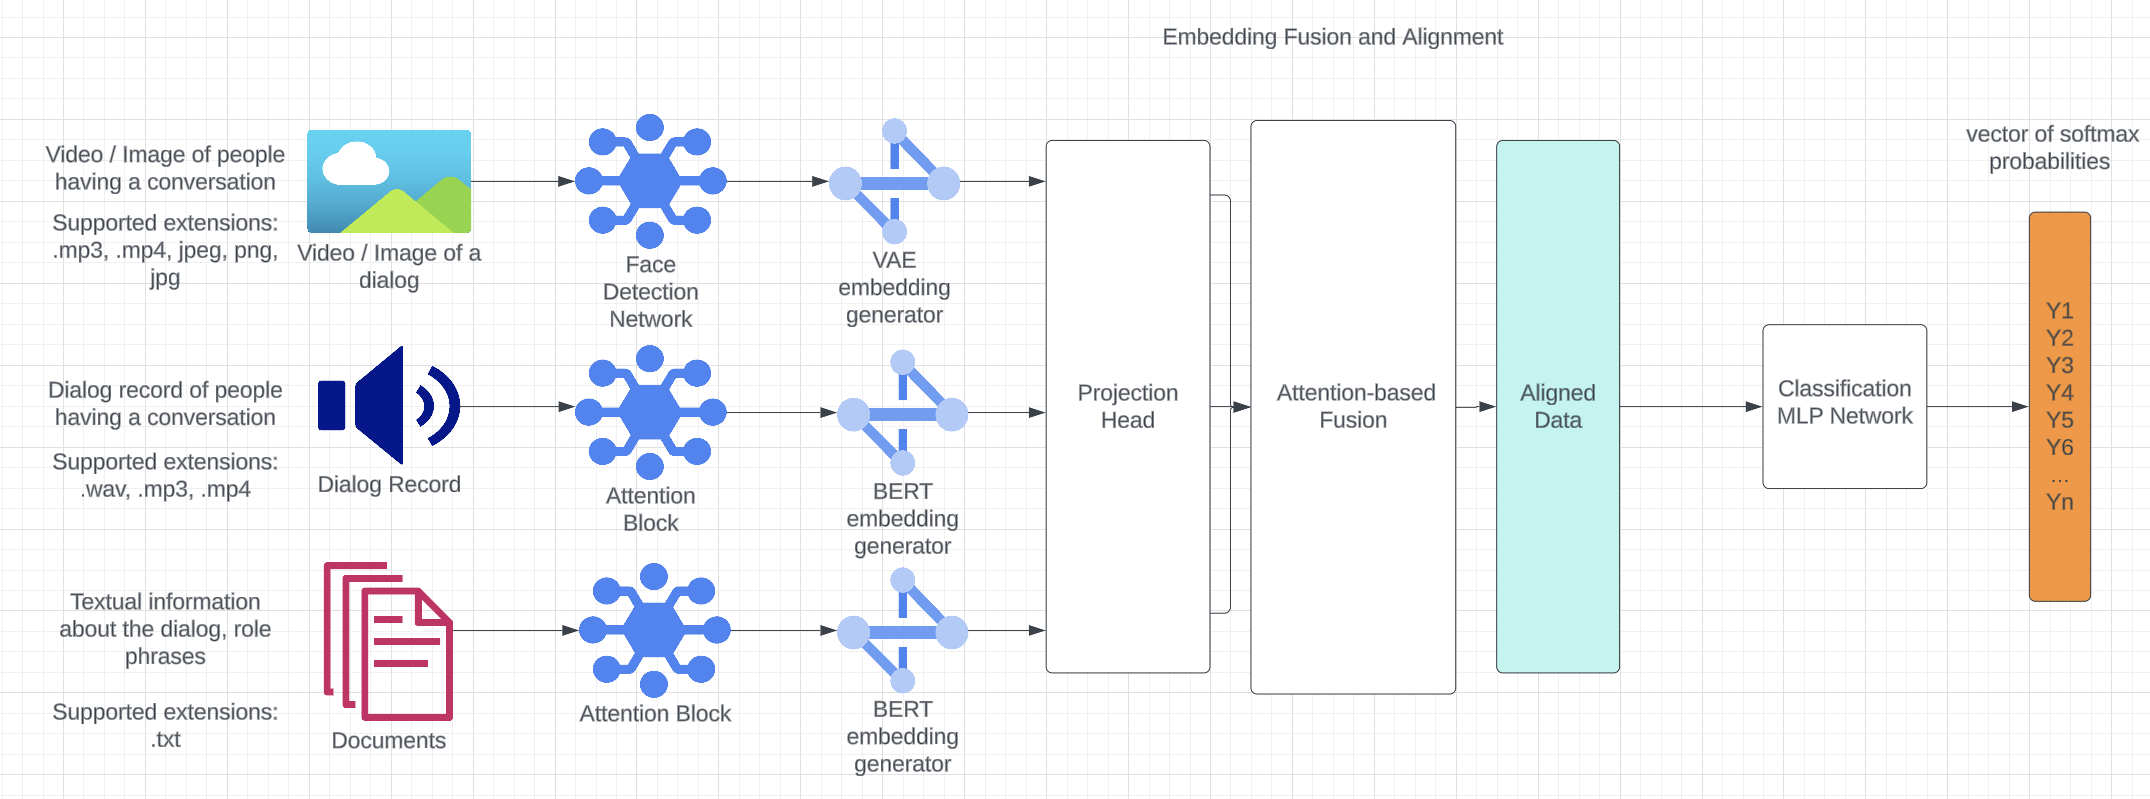 Embedding Fusion and Alignment
Video / Image of people
having a conversation
Supported extensions:
.mp3, .mp4, jpeg, png,
jpg
Video / Image of a
dialog
Face
Detection
Network
VAE
embedding
generator
Dialog record of people
having a conversation
Supported extensions:
.wav, .mp3, .mp4
Dialog Record
Attention
Block
BERT
embedding
generator
Textual information
about the dialog, role
phrases
Supported extensions:
.txt
Documents
Attention Block
BERT
embedding
generator
Projection
Head
Attention-based
Fusion
Aligned
Data
Classification
MLP Network
vector of softmax
probabilities
Y1
Y2
Y3
Y4
Y5
Y6
...
Yn